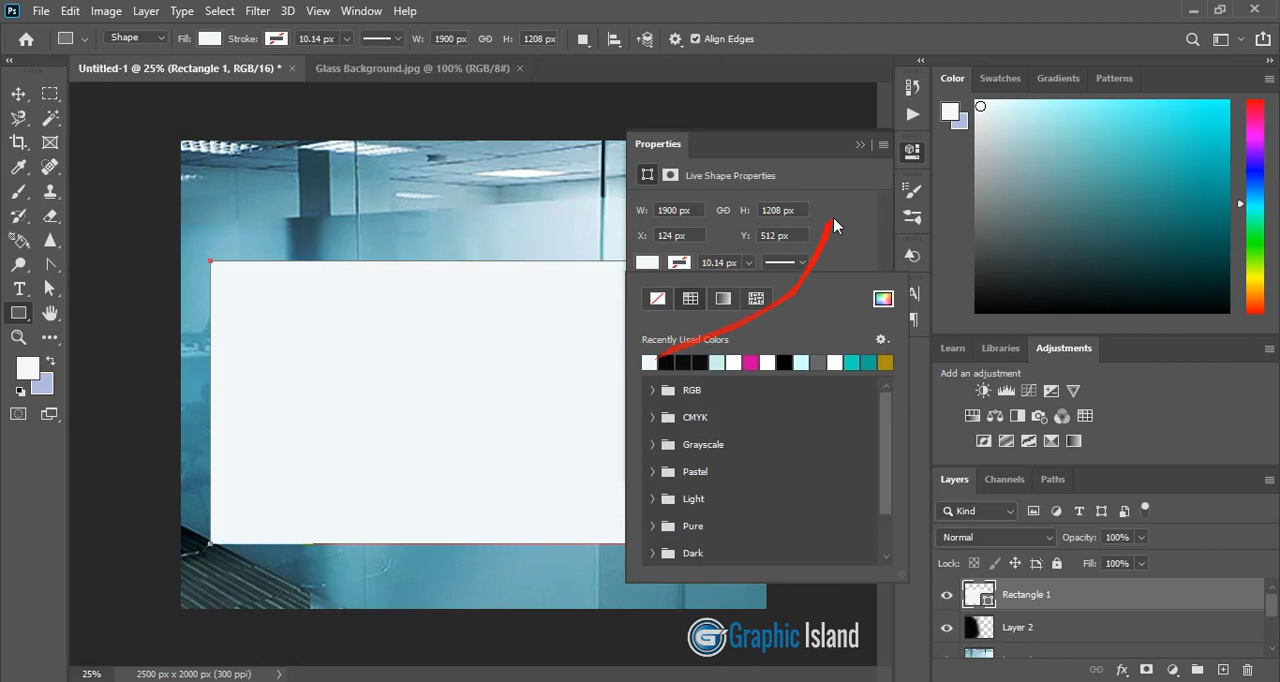 Ps File Edit Image Layer Type Select Filter 3D View Window Help
Shape Fill: Stroke: 10.14 px W: 1900 px H: 1208 px Align Edges
Untitled-1 @ 25% (Rectangle 1, RGB/16) * × Glass Background.jpg @ 100% (RGB/8#) ×
Color Swatches Gradients Patterns
Properties
Live Shape Properties
W: 1900 px H: 1208 px
X: 124 px Y: 512 px
10.14 px
Recently Used Colors
RGB
CMYK
Grayscale
Pastel
Light
Pure
Dark
Learn Libraries Adjustments
Add an adjustment
Layers Channels Paths
Kind
Normal Opacity: 100%
Lock: Fill: 100%
Rectangle 1
Layer 2
Graphic Island
25% 2500 px x 2000 px (300 ppi)